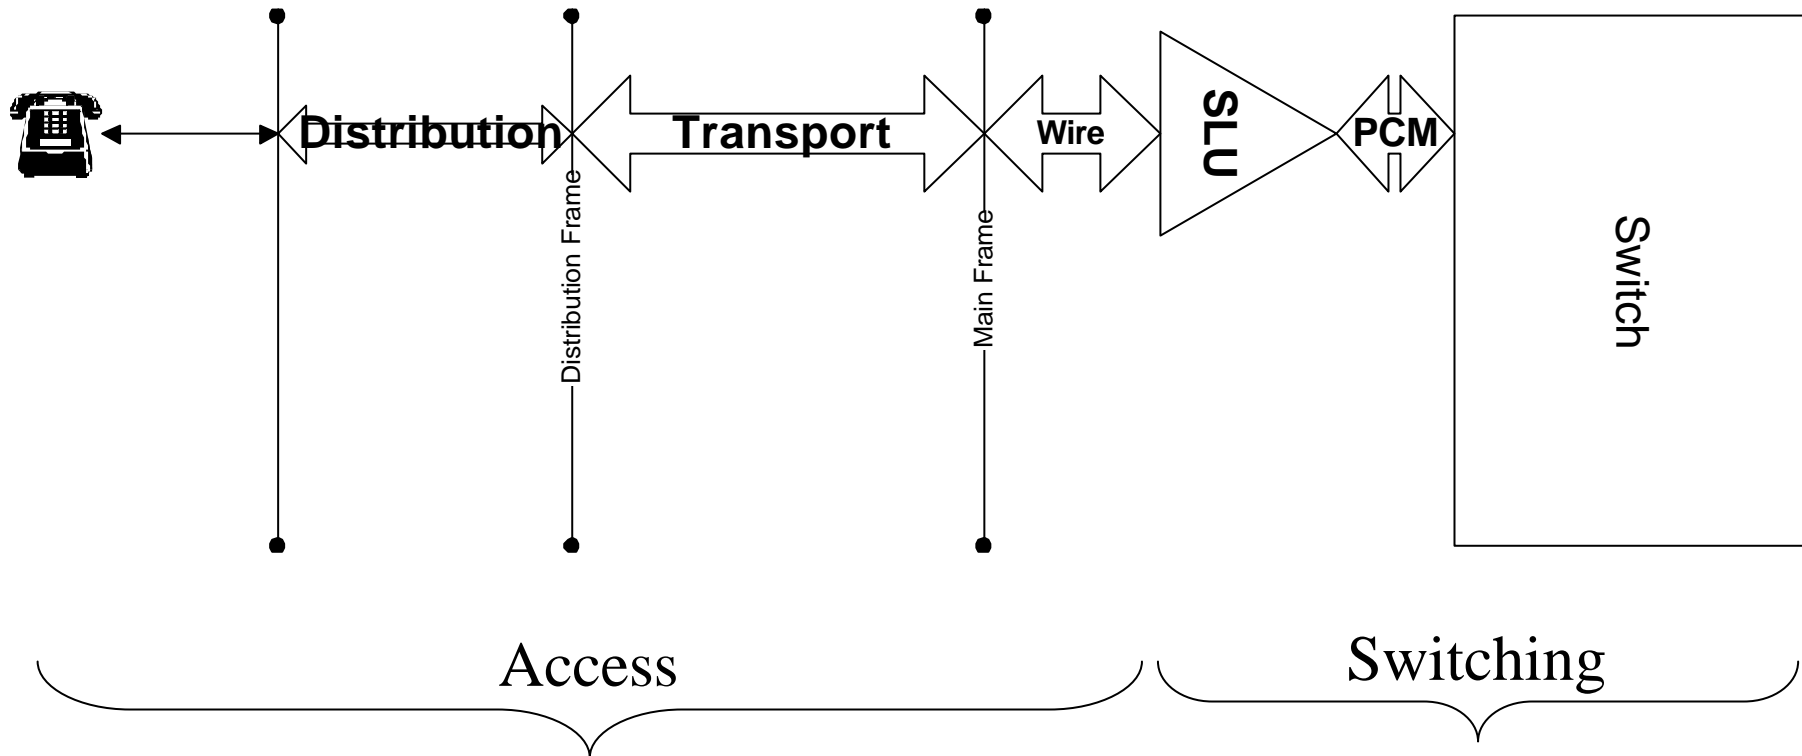 Distribution
Transport
Wire
SLU
PCM
Distribution Frame
Main Frame
Switch
Access
Switching